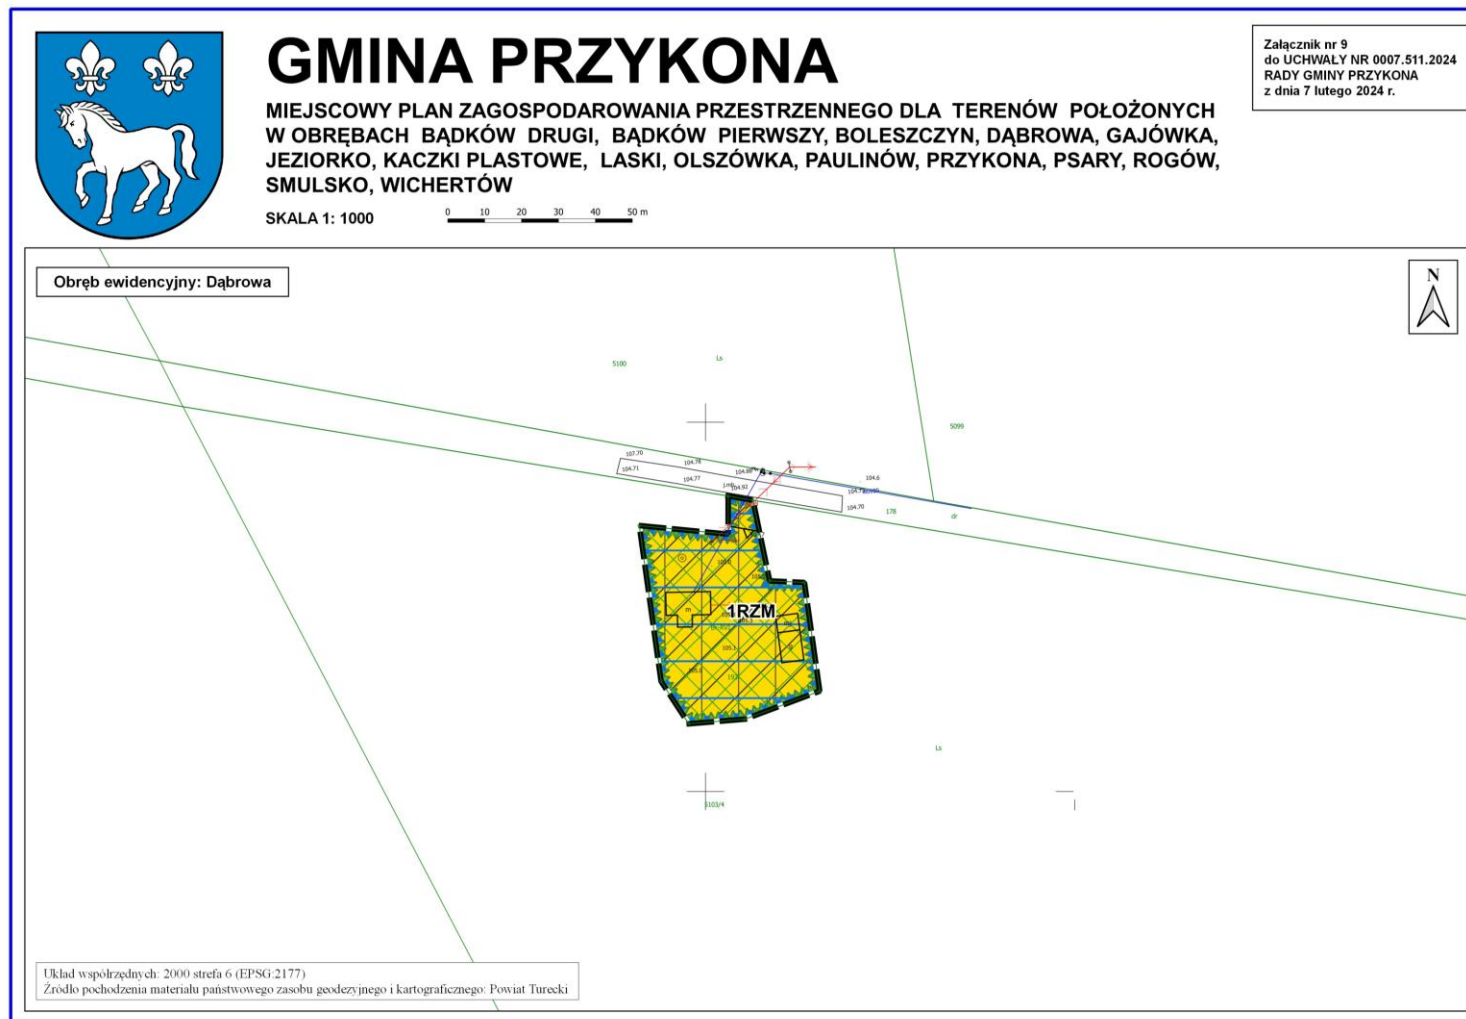 GMINA PRZYKONA
MIEJSCOWY PLAN ZAGOSPODAROWANIA PRZESTRZENNEGO DLA TERENÓW POŁOŻONYCH
W OBRĘBACH BĄDKÓW DRUGI, BĄDKÓW PIERWSZY, BOLESZCZYN, DĄBROWA, GAJÓWKA,
JEZIORKO, KACZKI PLASTOWE, LASKI, OLSZÓWKA, PAULINÓW, PRZYKONA, PSARY, ROGÓW,
SMULSKO, WICHERTÓW
SKALA 1: 1000
0 10 20 30 40 50 m
Załącznik nr 9
do UCHWAŁY NR 0007.511.2024
RADY GMINY PRZYKONA
z dnia 7 lutego 2024 r.
Obręb ewidencyjny: Dąbrowa
N
5100
Ls
5099
107.70
104.78
104.71
104.77
104.92
104.6
104.70
178
dr
m
1RZM
Ls
5103/4
Układ współrzędnych: 2000 strefa 6 (EPSG:2177)
Źródło pochodzenia materiału państwowego zasobu geodezyjnego i kartograficznego: Powiat Turecki